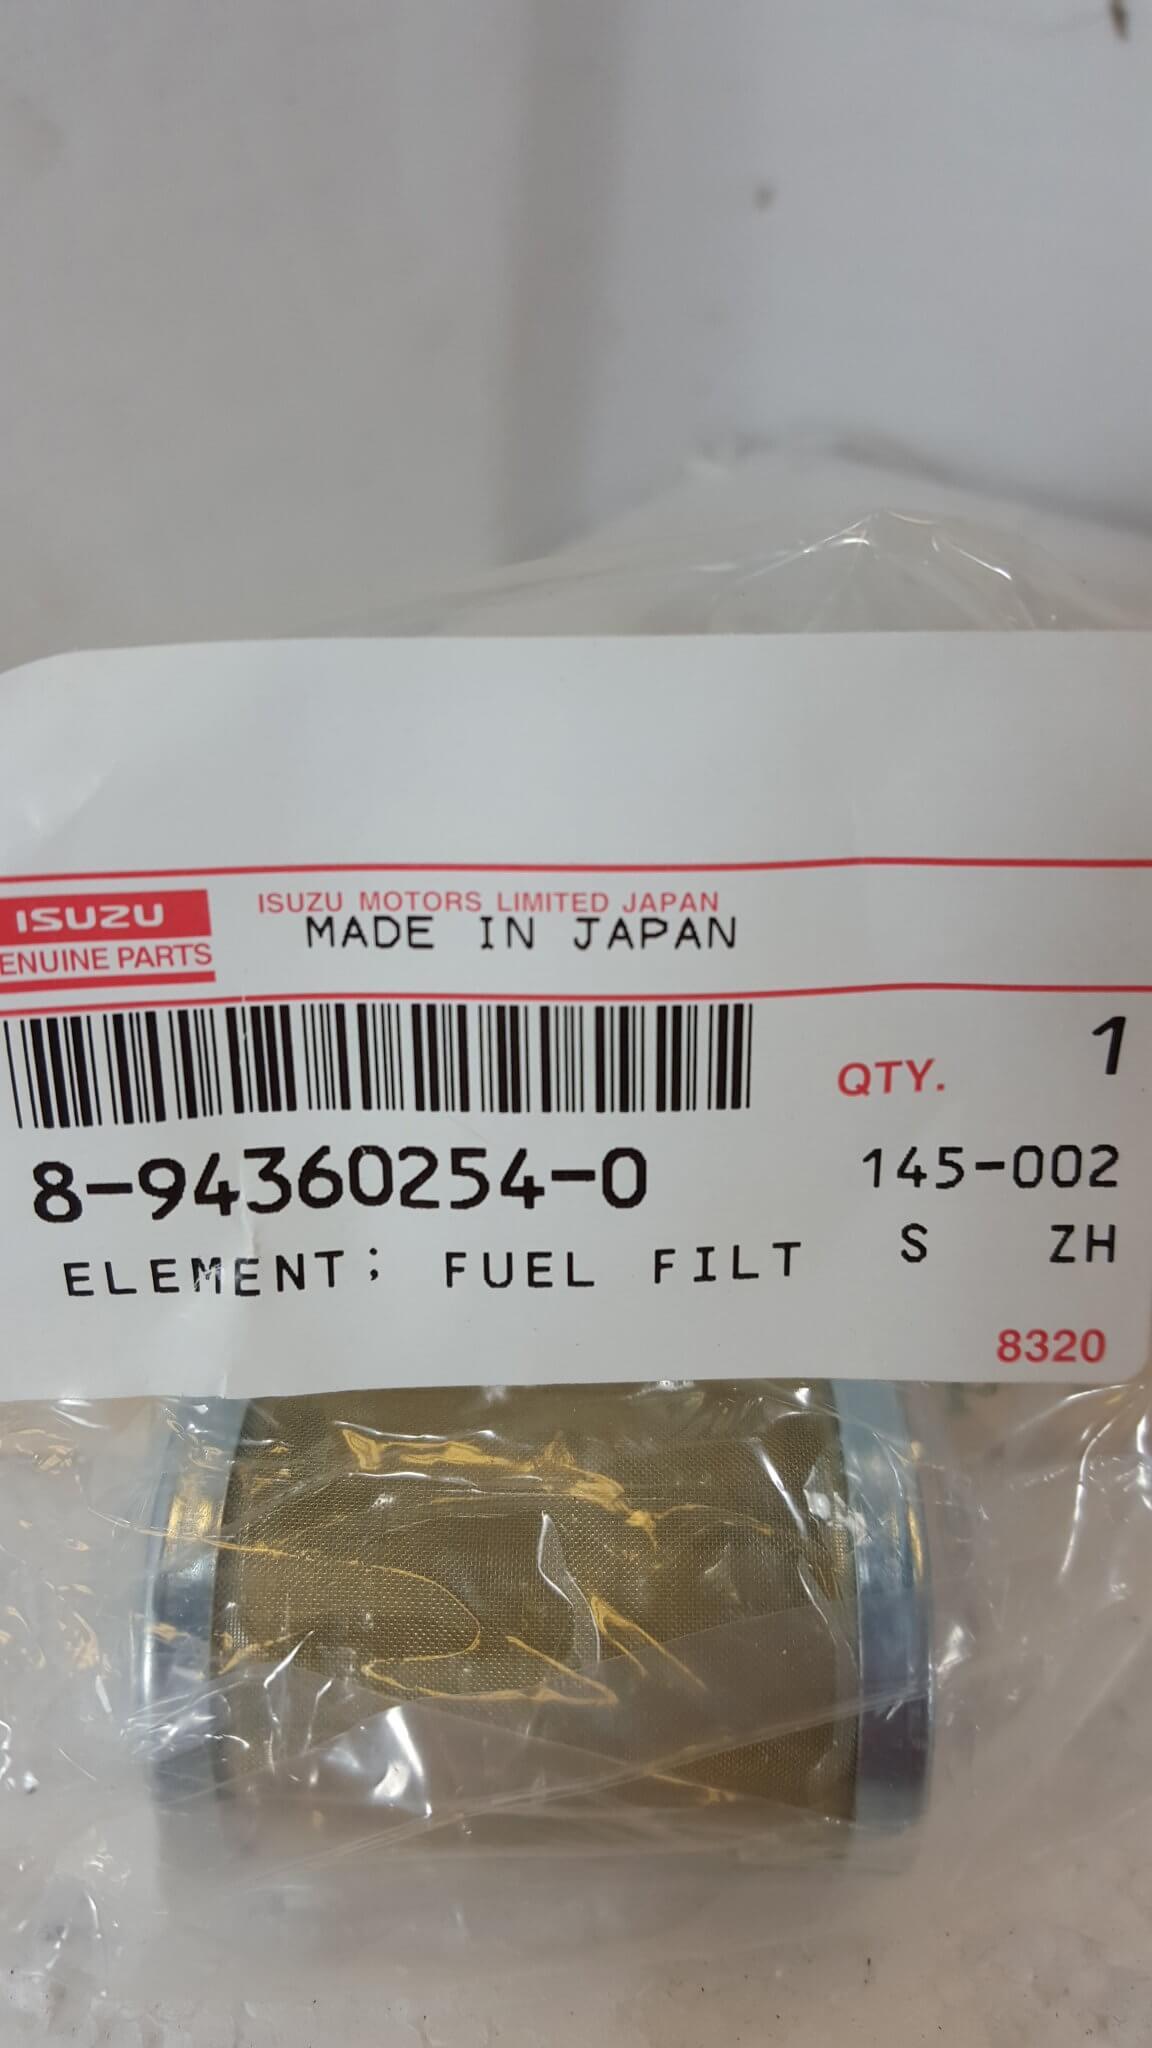 ISUZU
ENUINE PARTS
ISUZU MOTORS LIMITED JAPAN
MADE IN JAPAN
QTY. 1
8-94360254-0 145-002
ELEMENT; FUEL FILT S ZH
8320